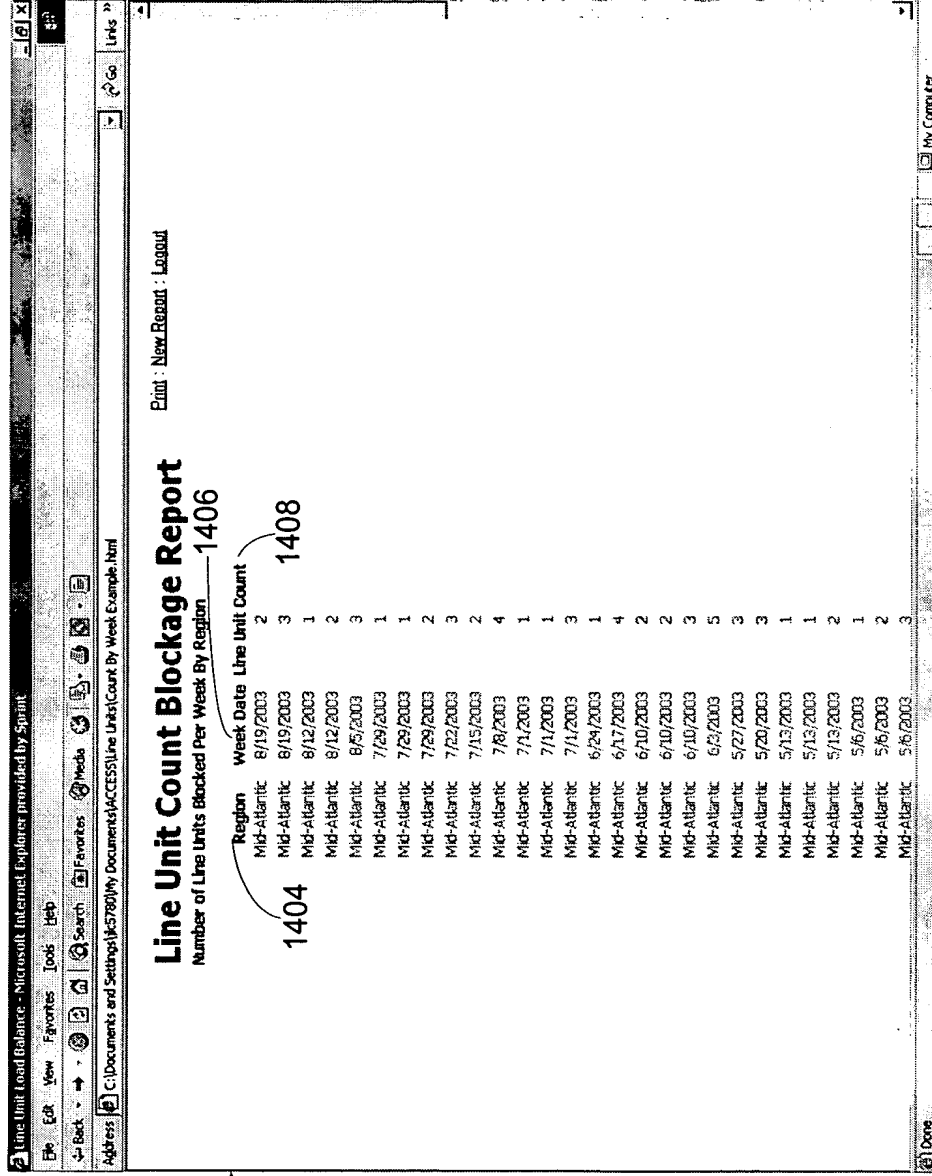 Line Unit Load Balance - Microsoft Internet Explorer provided by Sprint
File Edit View Favorites Tools Help
Back Search Favorites Media
Address C:\Documents and Settings\jlc5780\My Documents\ACCESS\Line Units\Count By Week Example.html Go Links »
Line Unit Count Blockage Report
Print : New Report : Logout
Number of Line Units Blocked Per Week By Region
1404
1406
1408
Region Week Date Line Unit Count
Mid-Atlantic 8/19/2003 2
Mid-Atlantic 8/19/2003 3
Mid-Atlantic 8/12/2003 1
Mid-Atlantic 8/12/2003 2
Mid-Atlantic 8/5/2003 3
Mid-Atlantic 7/29/2003 1
Mid-Atlantic 7/29/2003 1
Mid-Atlantic 7/29/2003 2
Mid-Atlantic 7/22/2003 3
Mid-Atlantic 7/15/2003 2
Mid-Atlantic 7/8/2003 4
Mid-Atlantic 7/1/2003 1
Mid-Atlantic 7/1/2003 1
Mid-Atlantic 7/1/2003 3
Mid-Atlantic 6/24/2003 1
Mid-Atlantic 6/17/2003 4
Mid-Atlantic 6/10/2003 2
Mid-Atlantic 6/10/2003 2
Mid-Atlantic 6/10/2003 3
Mid-Atlantic 6/3/2003 5
Mid-Atlantic 5/27/2003 3
Mid-Atlantic 5/20/2003 3
Mid-Atlantic 5/13/2003 1
Mid-Atlantic 5/13/2003 1
Mid-Atlantic 5/13/2003 2
Mid-Atlantic 5/6/2003 1
Mid-Atlantic 5/6/2003 2
Mid-Atlantic 5/6/2003 3
Done My Computer